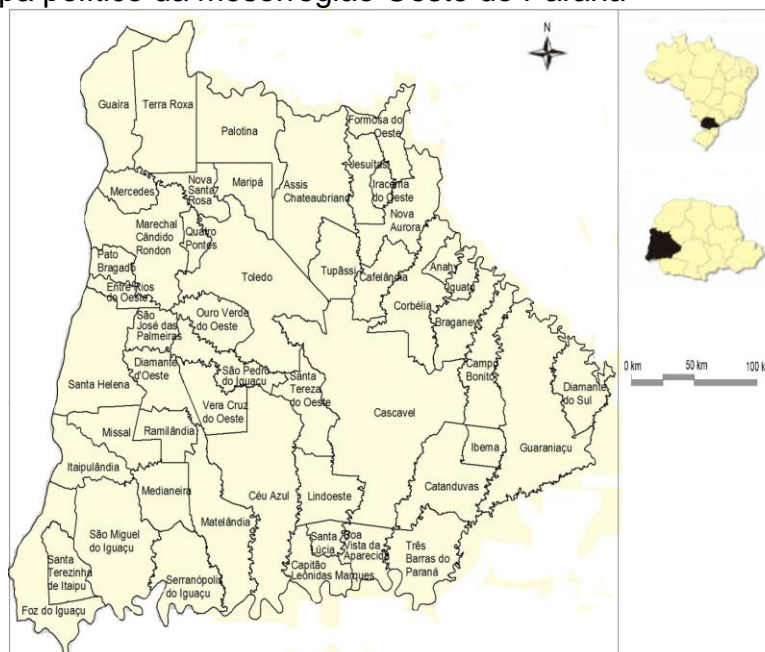 pa político da mesorregião Oeste do Paraná
Guaíra
Terra Roxa
Palotina
Formosa do
Oeste
Jesuítas
Iracema
do Oeste
Nova
Aurora
Mercedes
Nova
Santa
Rosa
Maripá
Assis
Chateaubriand
Marechal
Cândido
Rondon
Quatro
Pontes
Pato
Bragado
Toledo
Tupãssi
Cafelândia
Anahy
Iguatu
Entre Rios
do Oeste
Corbélia
Braganey
São
José das
Palmeiras
Ouro Verde
do Oeste
Santa Helena
Diamante
d'Oeste
São Pedro
do Iguaçu
Santa
Tereza
do Oeste
Campo
Bonito
Diamante
do Sul
Vera Cruz
do Oeste
Cascavel
Missal
Ramilândia
Ibema
Guaraniaçu
Itaipulândia
Medianeira
Céu Azul
Lindoeste
Catanduvas
São Miguel
do Iguaçu
Matelândia
Santa
Lúcia
Boa
Vista da
Aparecida
Três
Barras do
Paraná
Santa
Terezinha
de Itaipu
Serranópolis
do Iguaçu
Capitão
Leônidas Marques
Foz do Iguaçu
0 km
50 km
100 k